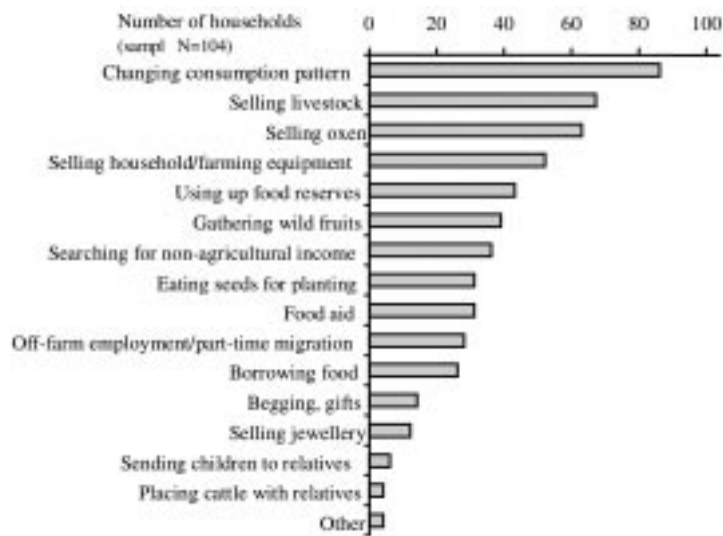 Number of households
(sampl N=104)
0 20 40 60 80 100
Changing consumption pattern
Selling livestock
Selling oxen
Selling household/farming equipment
Using up food reserves
Gathering wild fruits
Searching for non-agricultural income
Eating seeds for planting
Food aid
Off-farm employment/part-time migration
Borrowing food
Begging, gifts
Selling jewellery
Sending children to relatives
Placing cattle with relatives
Other